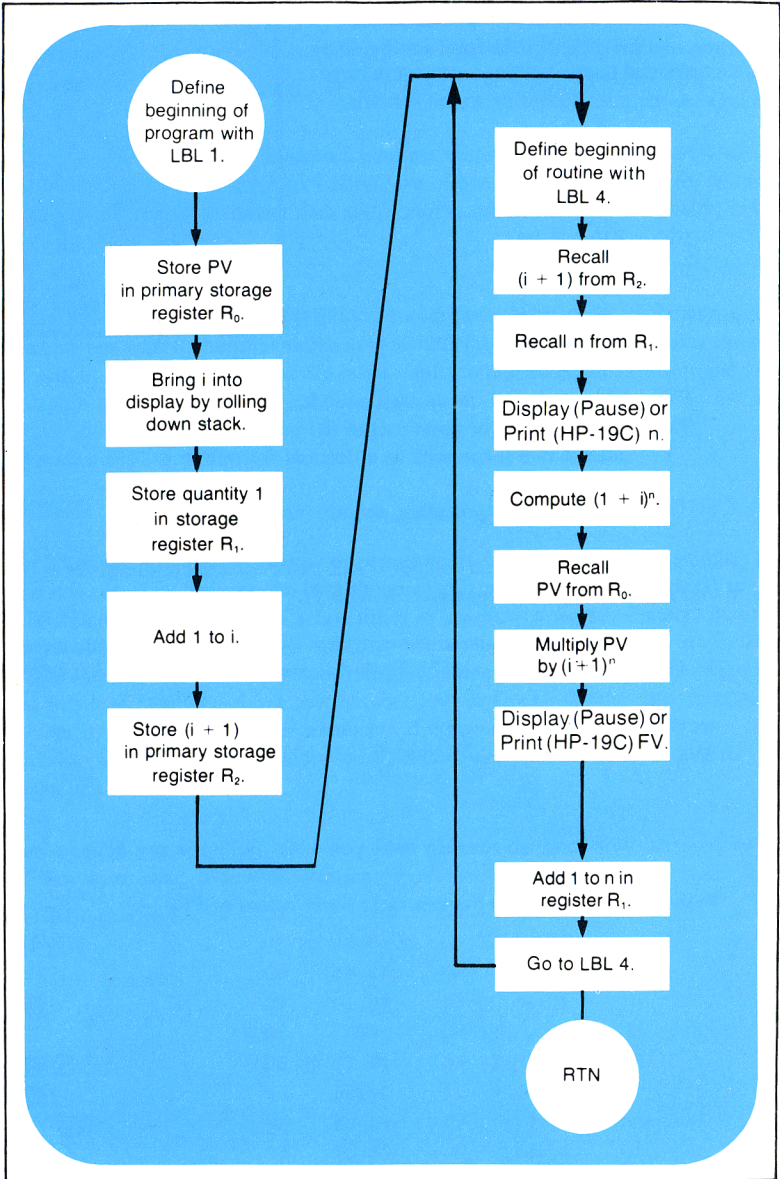 Define
beginning of
program with
LBL 1.
Store PV
in primary storage
register R₀.
Bring i into
display by rolling
down stack.
Store quantity 1
in storage
register R₁.
Add 1 to i.
Store (i + 1)
in primary storage
register R₂.
Define beginning
of routine with
LBL 4.
Recall
(i + 1) from R₂.
Recall n from R₁.
Display (Pause) or
Print (HP-19C) n.
Compute (1 + i)ⁿ.
Recall
PV from R₀.
Multiply PV
by (i + 1)ⁿ
Display (Pause) or
Print (HP-19C) FV.
Add 1 to n in
register R₁.
Go to LBL 4.
RTN